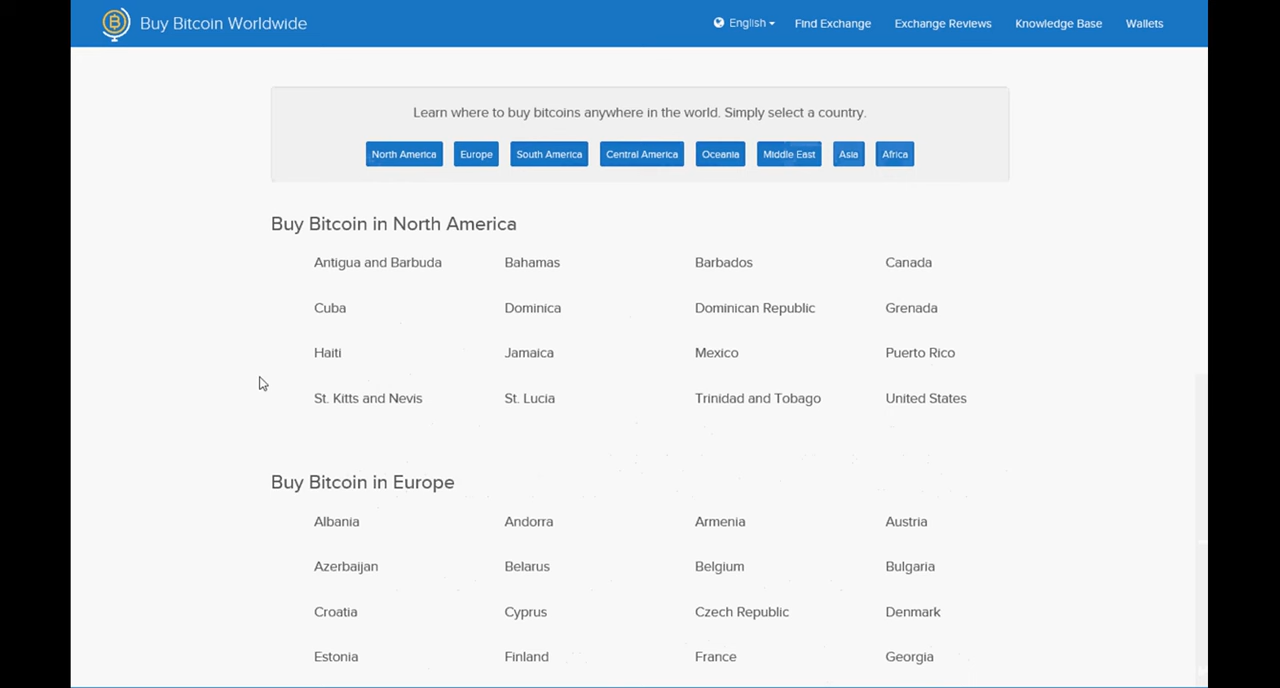 Buy Bitcoin Worldwide English Find Exchange Exchange Reviews Knowledge Base Wallets
Learn where to buy bitcoins anywhere in the world. Simply select a country.
North America Europe South America Central America Oceania Middle East Asia Africa
Buy Bitcoin in North America
Antigua and Barbuda Bahamas Barbados Canada
Cuba Dominica Dominican Republic Grenada
Haiti Jamaica Mexico Puerto Rico
St. Kitts and Nevis St. Lucia Trinidad and Tobago United States
Buy Bitcoin in Europe
Albania Andorra Armenia Austria
Azerbaijan Belarus Belgium Bulgaria
Croatia Cyprus Czech Republic Denmark
Estonia Finland France Georgia